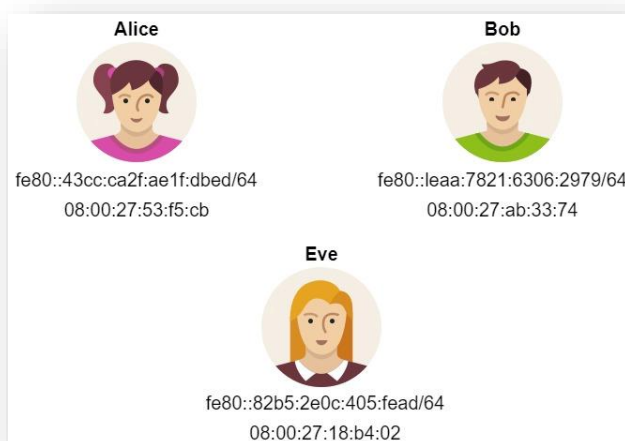 Alice
Bob
fe80::43cc:ca2f:ae1f:dbed/64
fe80::leaa:7821:6306:2979/64
08:00:27:53:f5:cb
08:00:27:ab:33:74
Eve
fe80::82b5:2e0c:405:fead/64
08:00:27:18:b4:02